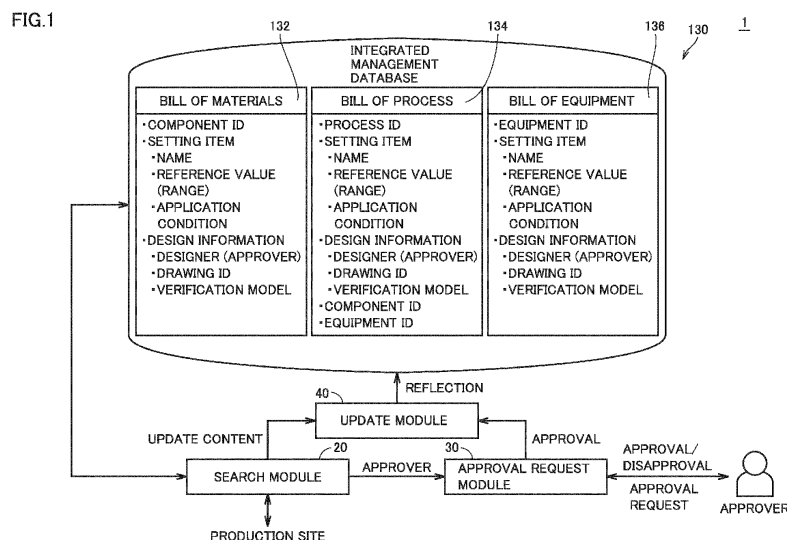 FIG.1
132
134
136
130
1
INTEGRATED
MANAGEMENT
DATABASE
BILL OF MATERIALS
・COMPONENT ID
・SETTING ITEM
・NAME
・REFERENCE VALUE
(RANGE)
・APPLICATION
CONDITION
・DESIGN INFORMATION
・DESIGNER (APPROVER)
・DRAWING ID
・VERIFICATION MODEL
BILL OF PROCESS
・PROCESS ID
・SETTING ITEM
・NAME
・REFERENCE VALUE
(RANGE)
・APPLICATION
CONDITION
・DESIGN INFORMATION
・DESIGNER (APPROVER)
・DRAWING ID
・VERIFICATION MODEL
・COMPONENT ID
・EQUIPMENT ID
BILL OF EQUIPMENT
・EQUIPMENT ID
・SETTING ITEM
・NAME
・REFERENCE VALUE
(RANGE)
・APPLICATION
CONDITION
・DESIGN INFORMATION
・DESIGNER (APPROVER)
・DRAWING ID
・VERIFICATION MODEL
REFLECTION
40
UPDATE MODULE
UPDATE CONTENT
20
SEARCH MODULE
APPROVER
30
APPROVAL REQUEST
MODULE
APPROVAL
APPROVAL/
DISAPPROVAL
APPROVAL
REQUEST
APPROVER
PRODUCTION SITE